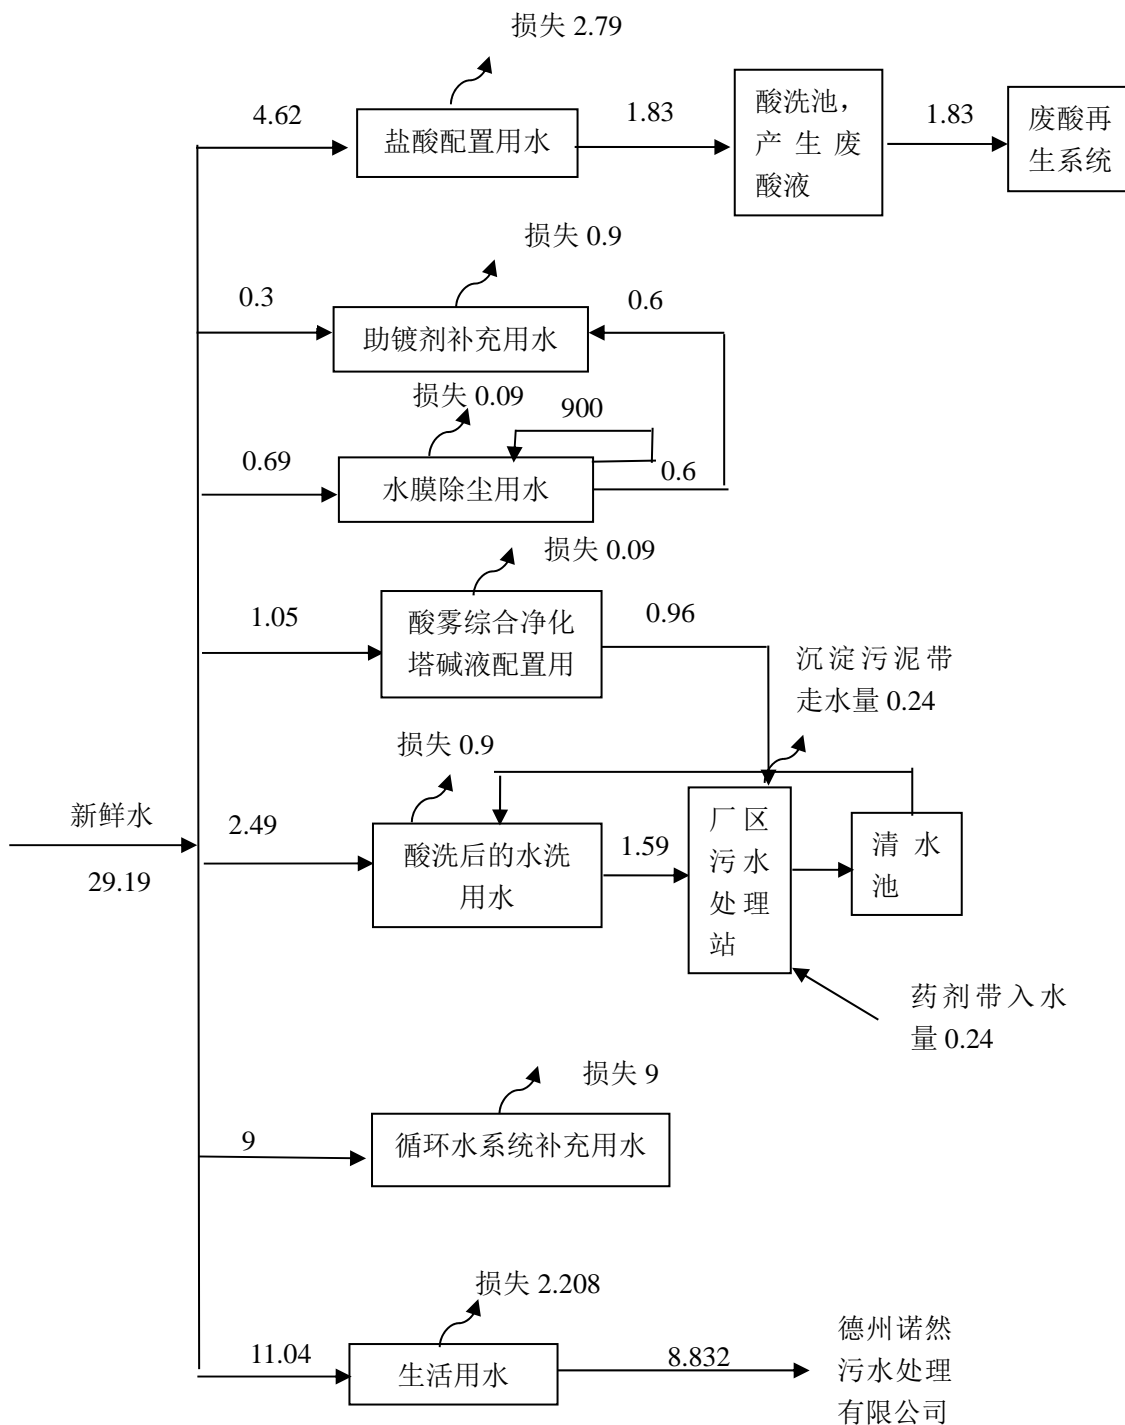 损失 2.79
4.62
盐酸配置用水
1.83
酸洗池，
产生废
酸液
1.83
废酸再
生系统
损失 0.9
0.3
助镀剂补充用水
0.6
损失 0.09
900
0.69
水膜除尘用水
0.6
损失 0.09
1.05
酸雾综合净化
塔碱液配置用
0.96
沉淀污泥带
走水量 0.24
损失 0.9
新鲜水
29.19
2.49
酸洗后的水洗
用水
1.59
厂区
污水
处理
站
清水
池
药剂带入水
量 0.24
损失 9
9
循环水系统补充用水
损失 2.208
11.04
生活用水
8.832
德州诺然
污水处理
有限公司